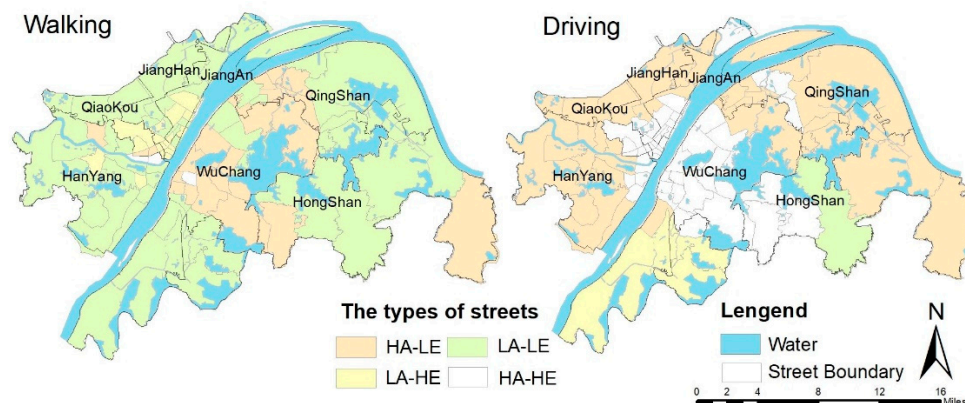 Walking
JiangHan
JiangAn
QiaoKou
QingShan
HanYang
WuChang
HongShan
Driving
JiangHan
JiangAn
QiaoKou
QingShan
HanYang
WuChang
HongShan
The types of streets
HA-LE LA-LE
LA-HE HA-HE
Lengend
Water
Street Boundary
N
0 2 4 8 12 16
Miles